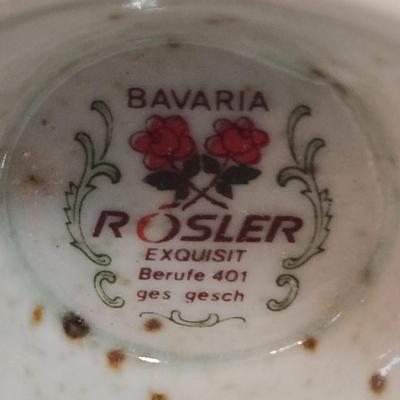 BAVARIA
RÖSLER
EXQUISIT
Berufe 401
ges gesch